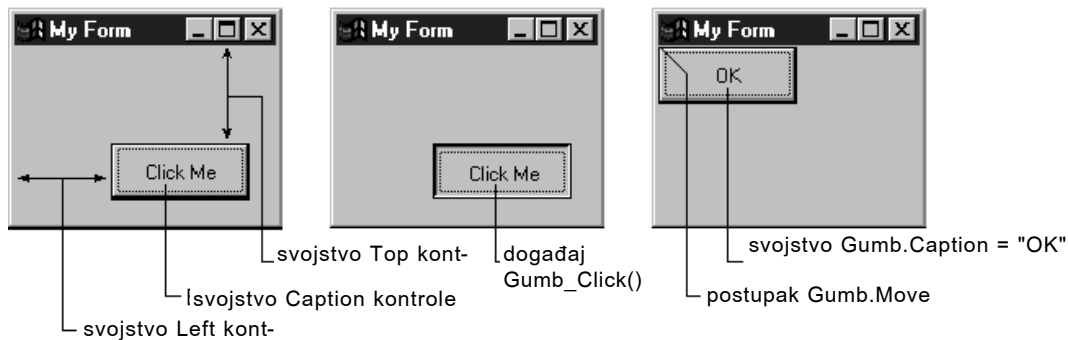 My Form
Click Me
svojstvo Top kont-
svojstvo Caption kontrole
svojstvo Left kont-
My Form
Click Me
događaj
Gumb_Click()
My Form
OK
svojstvo Gumb.Caption = "OK"
postupak Gumb.Move